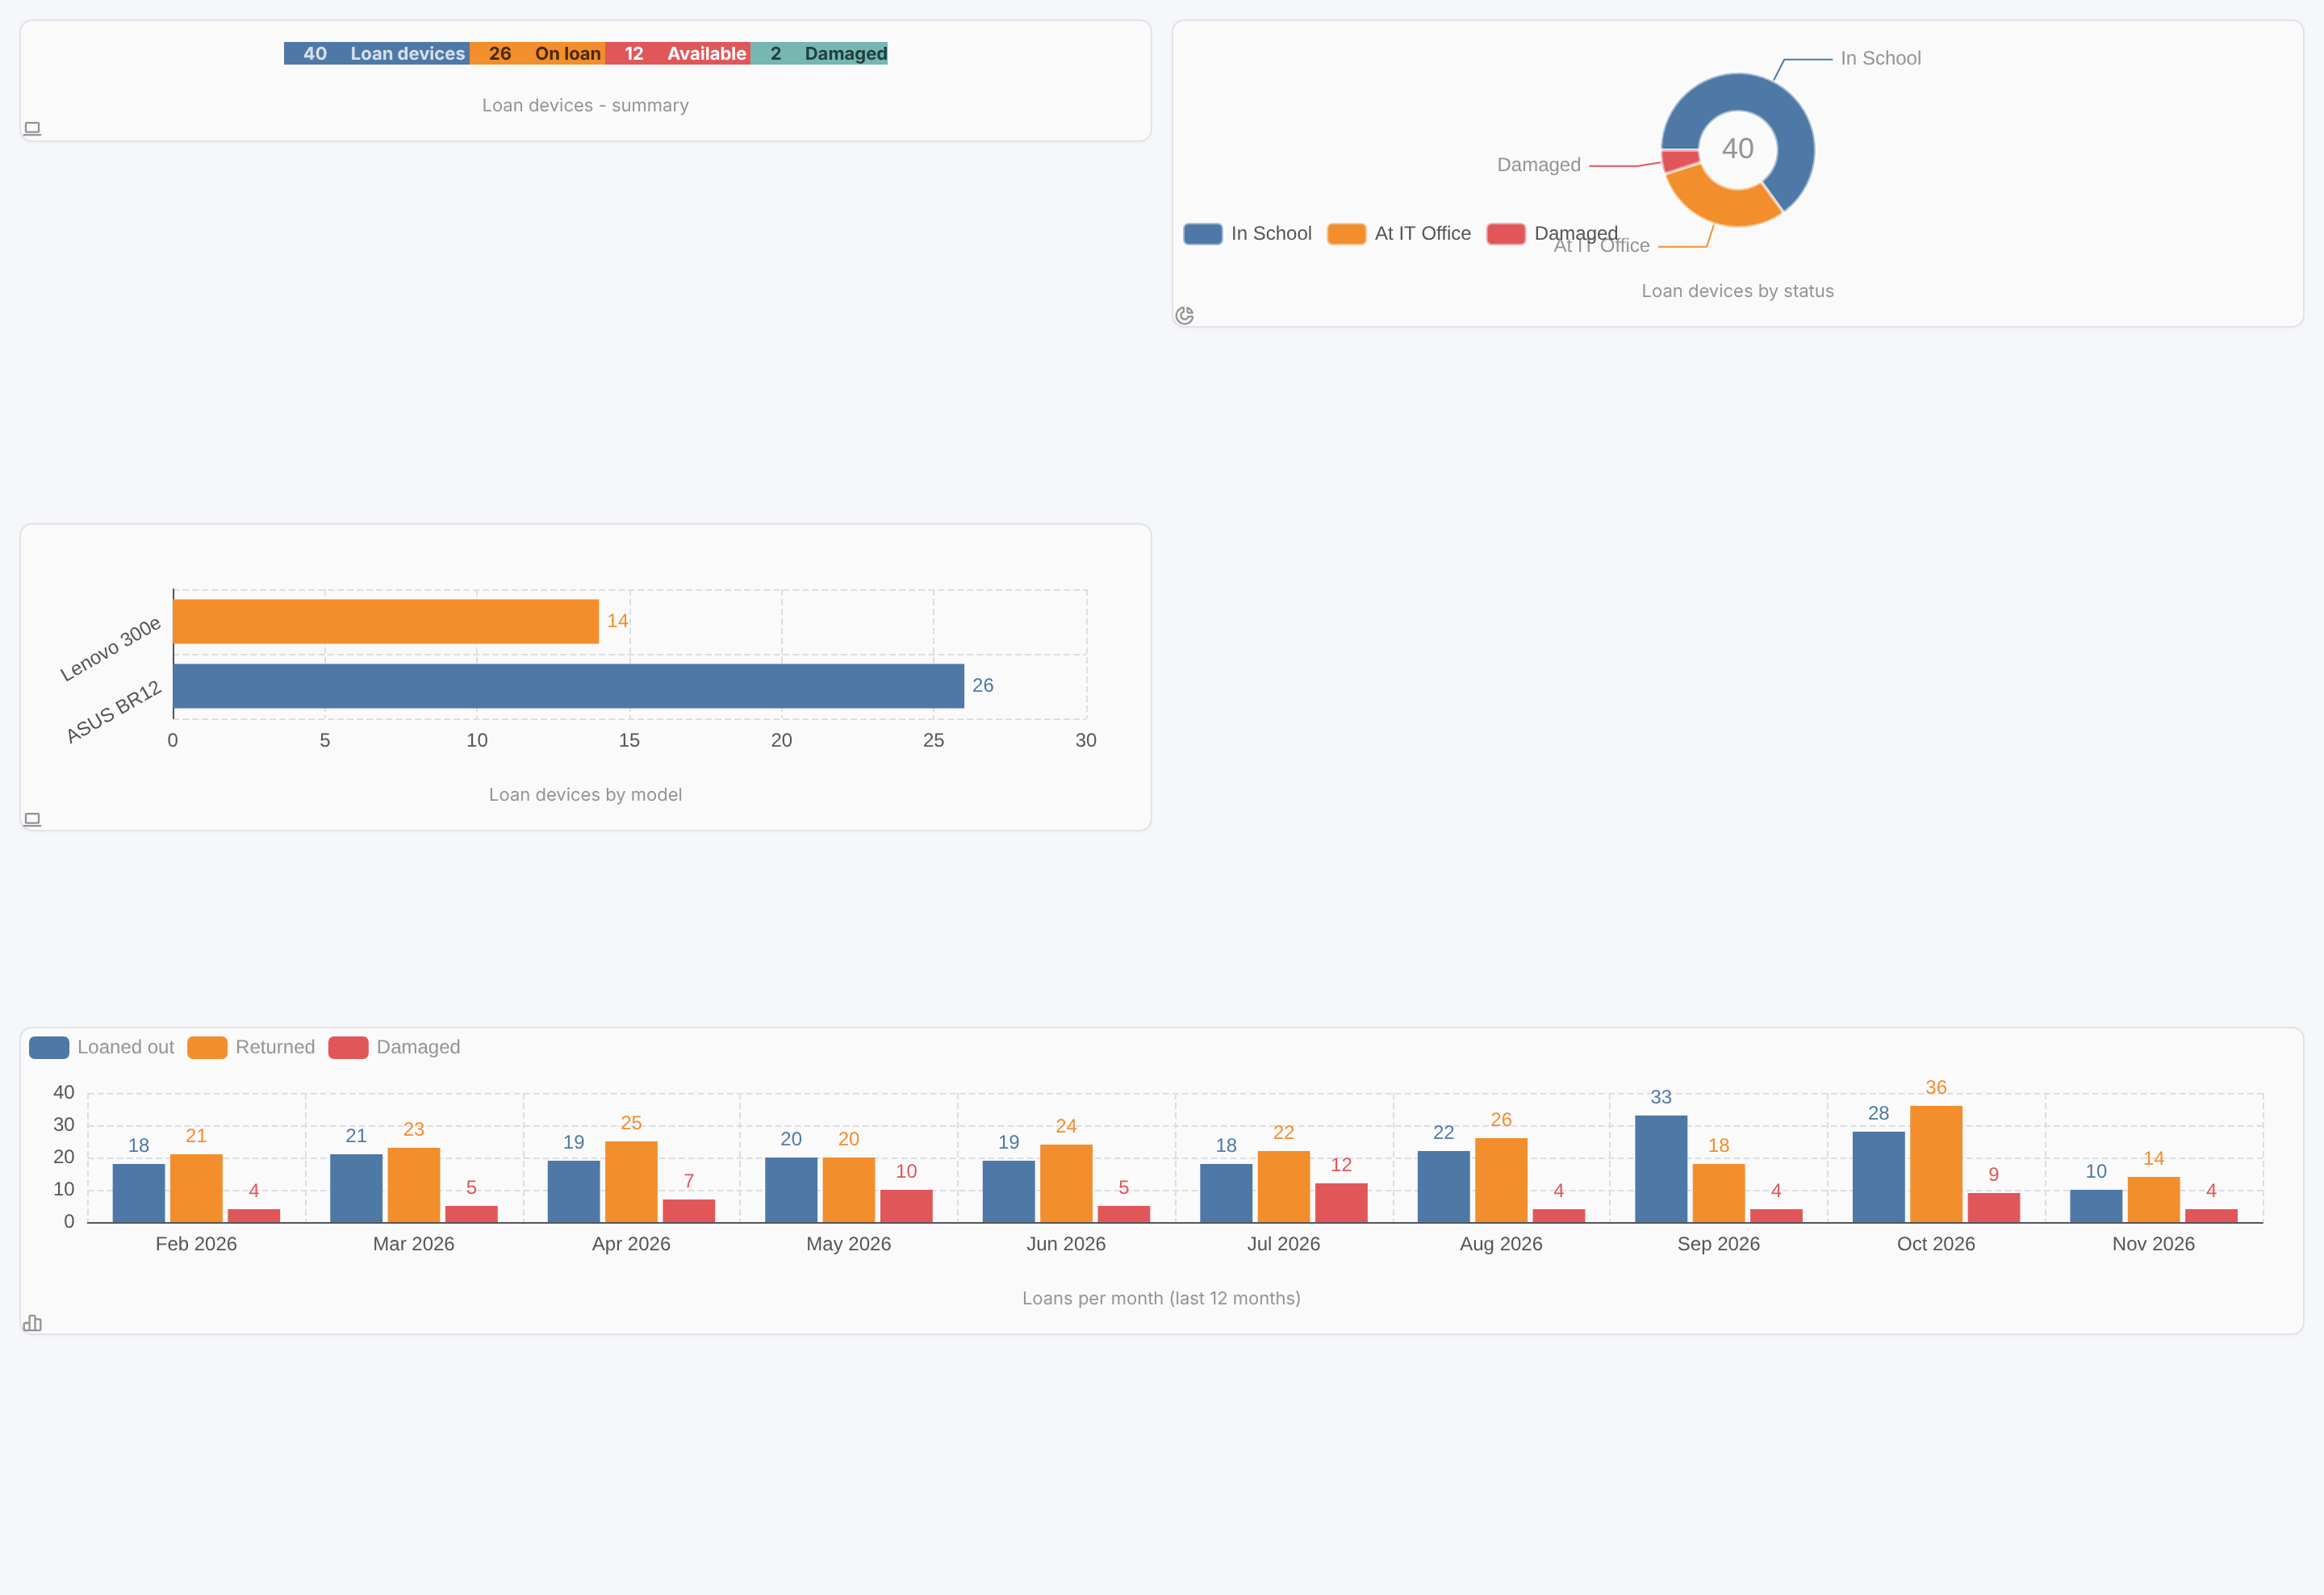 40 Loan devices 26 On loan 12 Available 2 Damaged
Loan devices - summary
In School
40
Damaged
In School At IT Office Damaged
At IT Office
Loan devices by status
Lenovo 300e 14
ASUS BR12 26
0 5 10 15 20 25 30
Loan devices by model
Loaned out Returned Damaged
40
30
20
10
0
18 21 4
21 23 5
19 25 7
20 20 10
19 24 5
18 22 12
22 26 4
33 18 4
28 36 9
10 14 4
Feb 2026 Mar 2026 Apr 2026 May 2026 Jun 2026 Jul 2026 Aug 2026 Sep 2026 Oct 2026 Nov 2026
Loans per month (last 12 months)